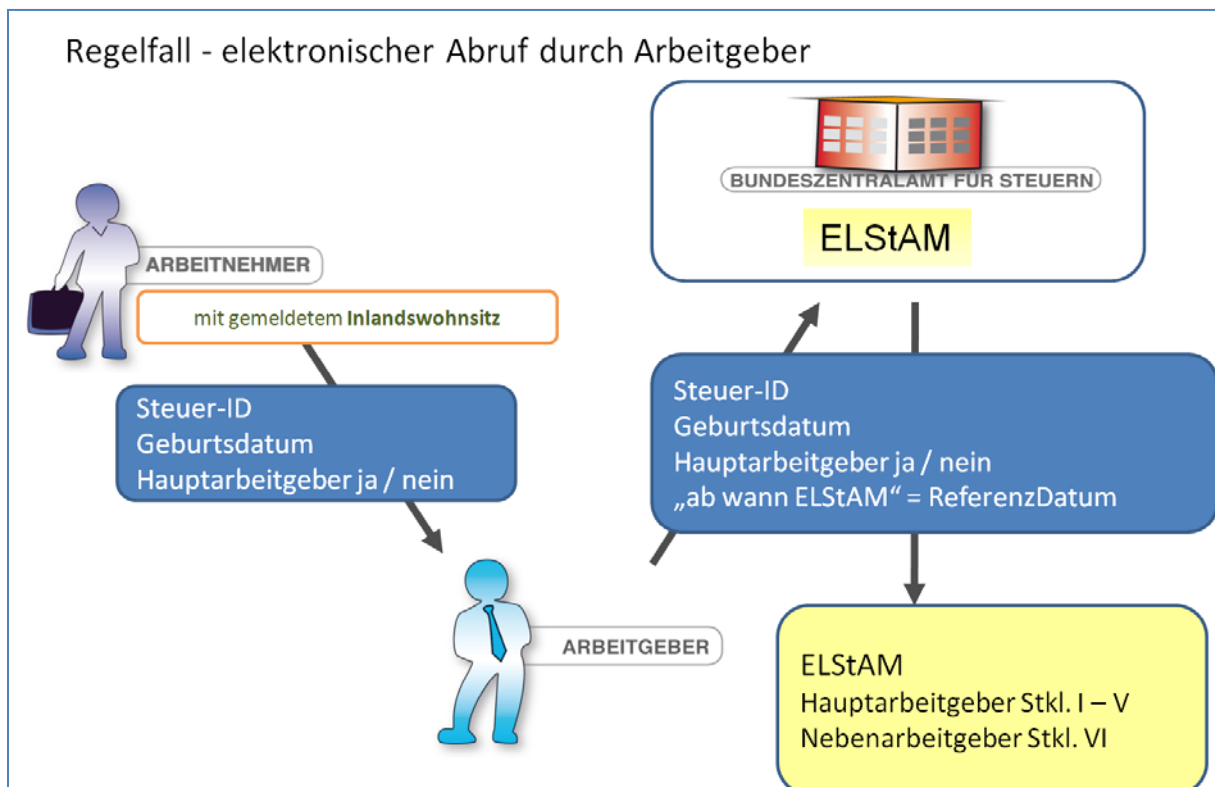 Regelfall - elektronischer Abruf durch Arbeitgeber
BUNDESZENTRALAMT FÜR STEUERN
ELStAM
ARBEITNEHMER
mit gemeldetem Inlandswohnsitz
Steuer-ID
Geburtsdatum
Hauptarbeitgeber ja / nein
Steuer-ID
Geburtsdatum
Hauptarbeitgeber ja / nein
„ab wann ELStAM“ = ReferenzDatum
ARBEITGEBER
ELStAM
Hauptarbeitgeber Stkl. I – V
Nebenarbeitgeber Stkl. VI